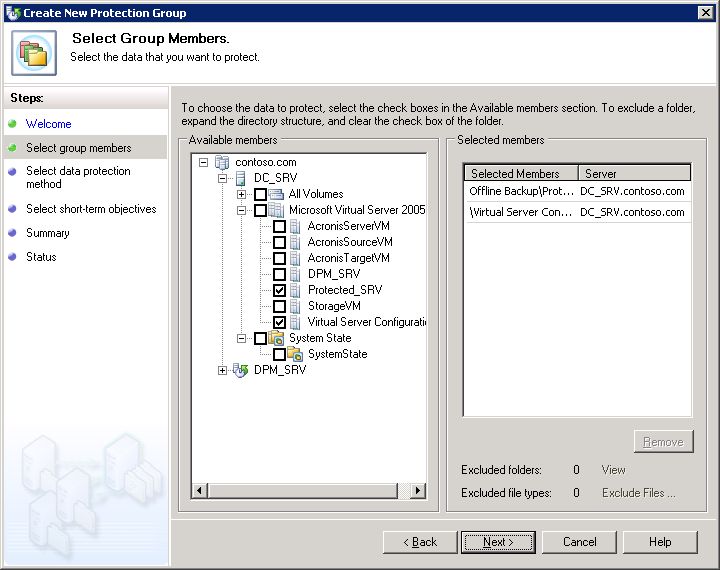 Create New Protection Group
Select Group Members.
Select the data that you want to protect.
Steps:
Welcome
Select group members
Select data protection
method
Select short-term objectives
Summary
Status
To choose the data to protect, select the check boxes in the Available members section. To exclude a folder,
expand the directory structure, and clear the check box of the folder.
Available members
contoso.com
DC_SRV
All Volumes
Microsoft Virtual Server 2005
AcronisServerVM
AcronisSourceVM
AcronisTargetVM
DPM_SRV
Protected_SRV
StorageVM
Virtual Server Configurati
System State
SystemState
DPM_SRV
Selected members
Selected Members Server
Offline Backup\Prot... DC_SRV.contoso.com
\Virtual Server Con... DC_SRV.contoso.com
Remove
Excluded folders: 0 View
Excluded file types: 0 Exclude Files ...
< Back Next > Cancel Help